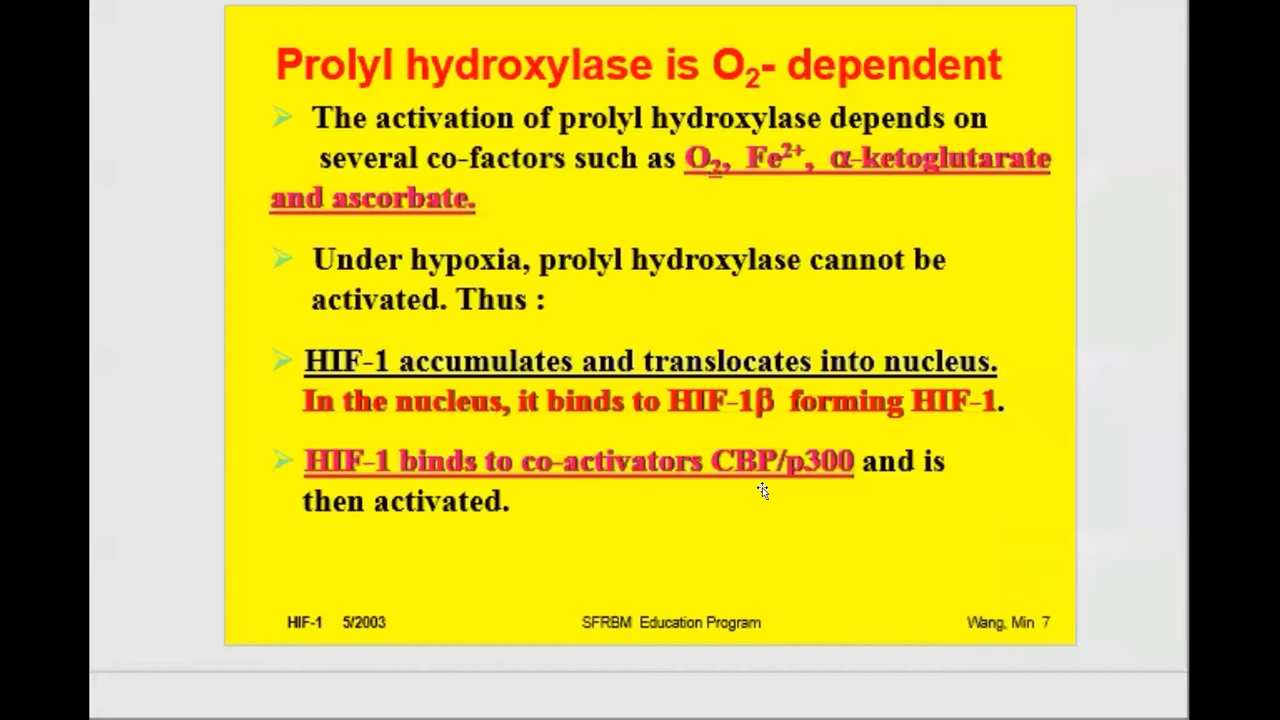 Prolyl hydroxylase is O₂- dependent
The activation of prolyl hydroxylase depends on
several co-factors such as O₂, Fe²⁺, α-ketoglutarate
and ascorbate.
Under hypoxia, prolyl hydroxylase cannot be
activated. Thus :
HIF-1 accumulates and translocates into nucleus.
In the nucleus, it binds to HIF-1β forming HIF-1.
HIF-1 binds to co-activators CBP/p300 and is
then activated.
HIF-1 5/2003 SFRBM Education Program Wang, Min 7